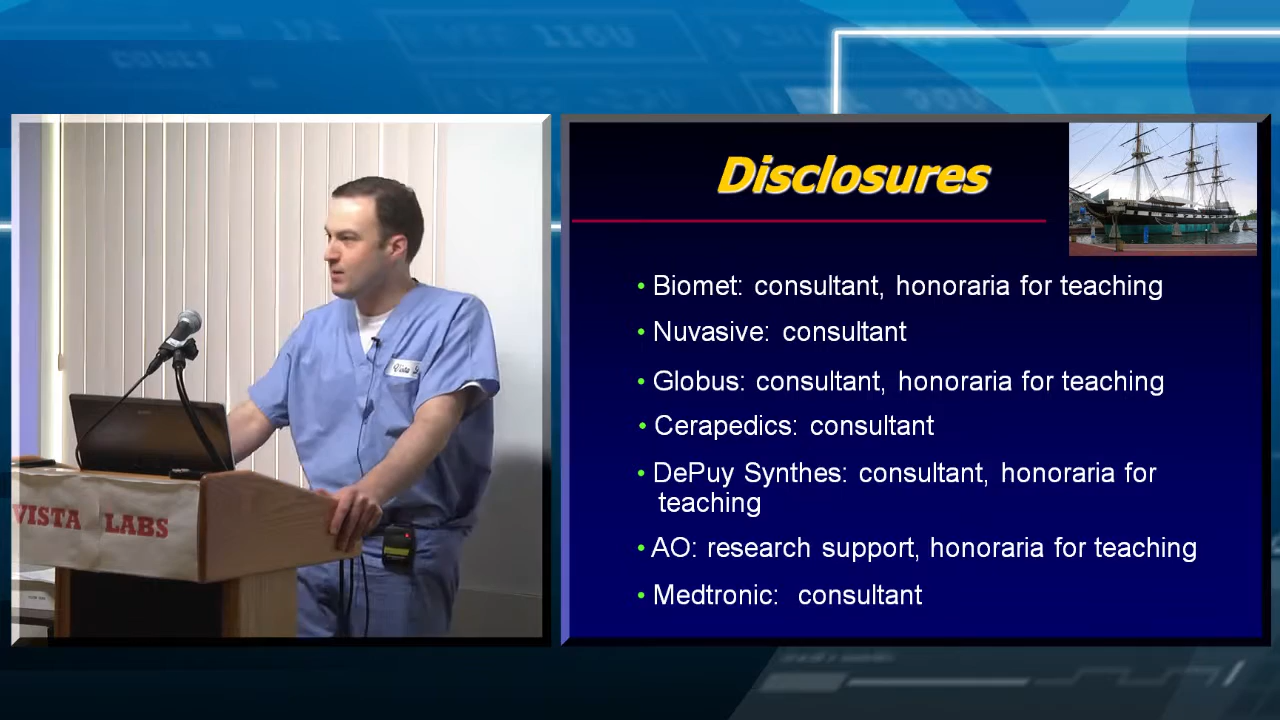 Disclosures
• Biomet: consultant, honoraria for teaching
• Nuvasive: consultant
• Globus: consultant, honoraria for teaching
• Cerapedics: consultant
• DePuy Synthes: consultant, honoraria for
teaching
• AO: research support, honoraria for teaching
• Medtronic: consultant
VISTA LABS